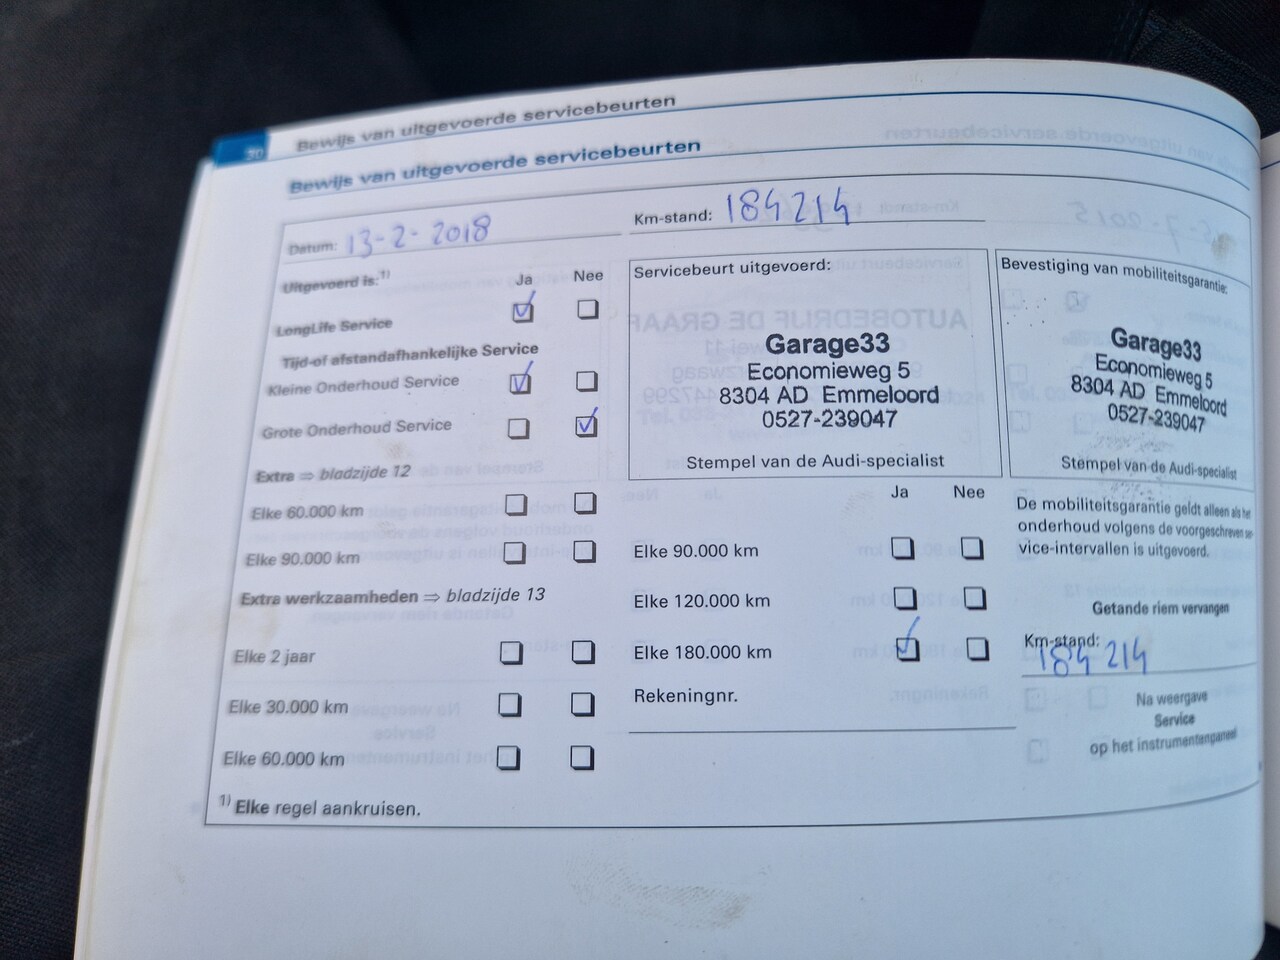 Bewijs van uitgevoerde servicebeurten
Bewijs van uitgevoerde servicebeurten
Datum: 13-2-2018
Km-stand: 184 214
Uitgevoerd is:1)
Ja Nee
LongLife Service
Tijd-of afstandafhankelijke Service
Kleine Onderhoud Service
Grote Onderhoud Service
Extra ⇒ bladzijde 12
Elke 60.000 km
Elke 90.000 km
Extra werkzaamheden ⇒ bladzijde 13
Elke 2 jaar
Elke 30.000 km
Elke 60.000 km
1) Elke regel aankruisen.
Servicebeurt uitgevoerd:
Garage33
Economieweg 5
8304 AD Emmeloord
0527-239047
Stempel van de Audi-specialist
Ja Nee
Elke 90.000 km
Elke 120.000 km
Elke 180.000 km
Rekeningnr.
Bevestiging van mobiliteitsgarantie:
Garage33
Economieweg 5
8304 AD Emmeloord
0527-239047
Stempel van de Audi-specialist
De mobiliteitsgarantie geldt alleen als het
onderhoud volgens de voorgeschreven ser-
vice-intervallen is uitgevoerd.
Getande riem vervangen
Km-stand:
184 214
Na weergave
Service
op het instrumentenpaneel